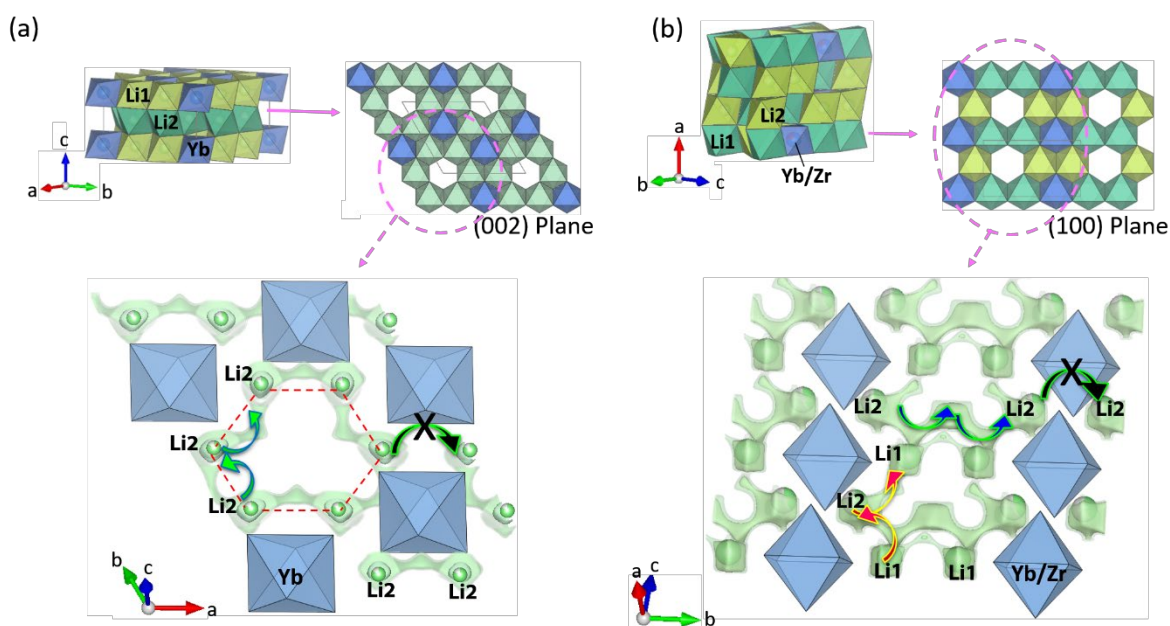 (a)
Li1
Li2
Yb
c
a
b
(002) Plane
(b)
Li2
Li1
Yb/Zr
a
b
c
(100) Plane
Li2
Li2
Li2
X
Yb
Li2
Li2
b
c
a
X
Li2
Li2
Li2
Li1
Li2
Li1
Li1
Yb/Zr
a
c
b